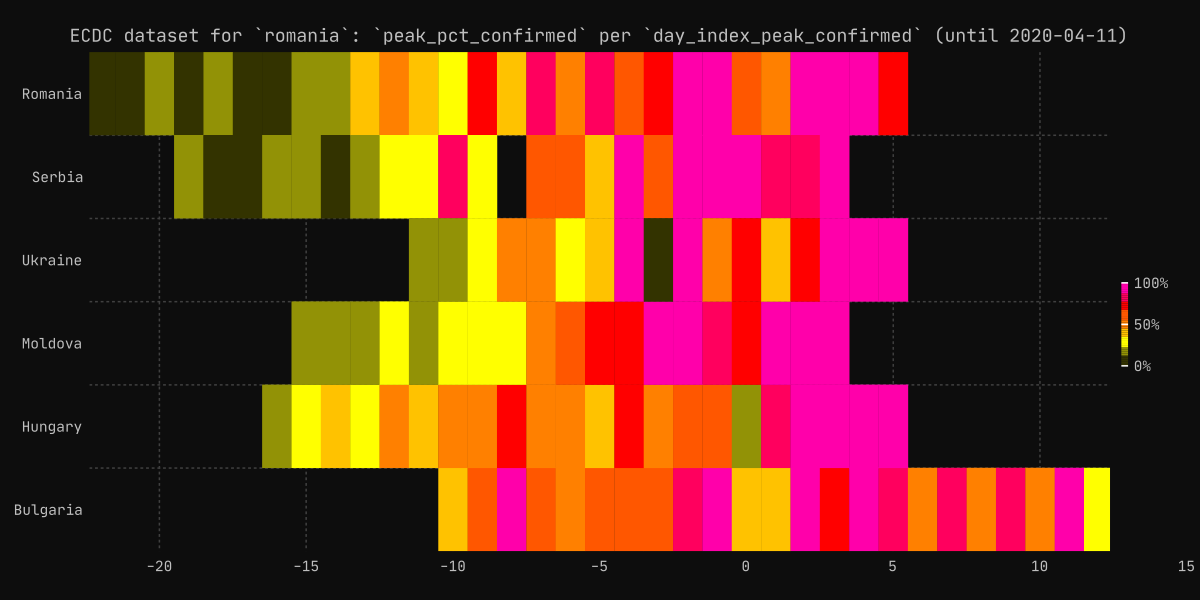 ECDC dataset for `romania`: `peak_pct_confirmed` per `day_index_peak_confirmed` (until 2020-04-11)
Romania
Serbia
Ukraine
Moldova
Hungary
Bulgaria
100%
50%
0%
−20
−15
−10
−5
0
5
10
15